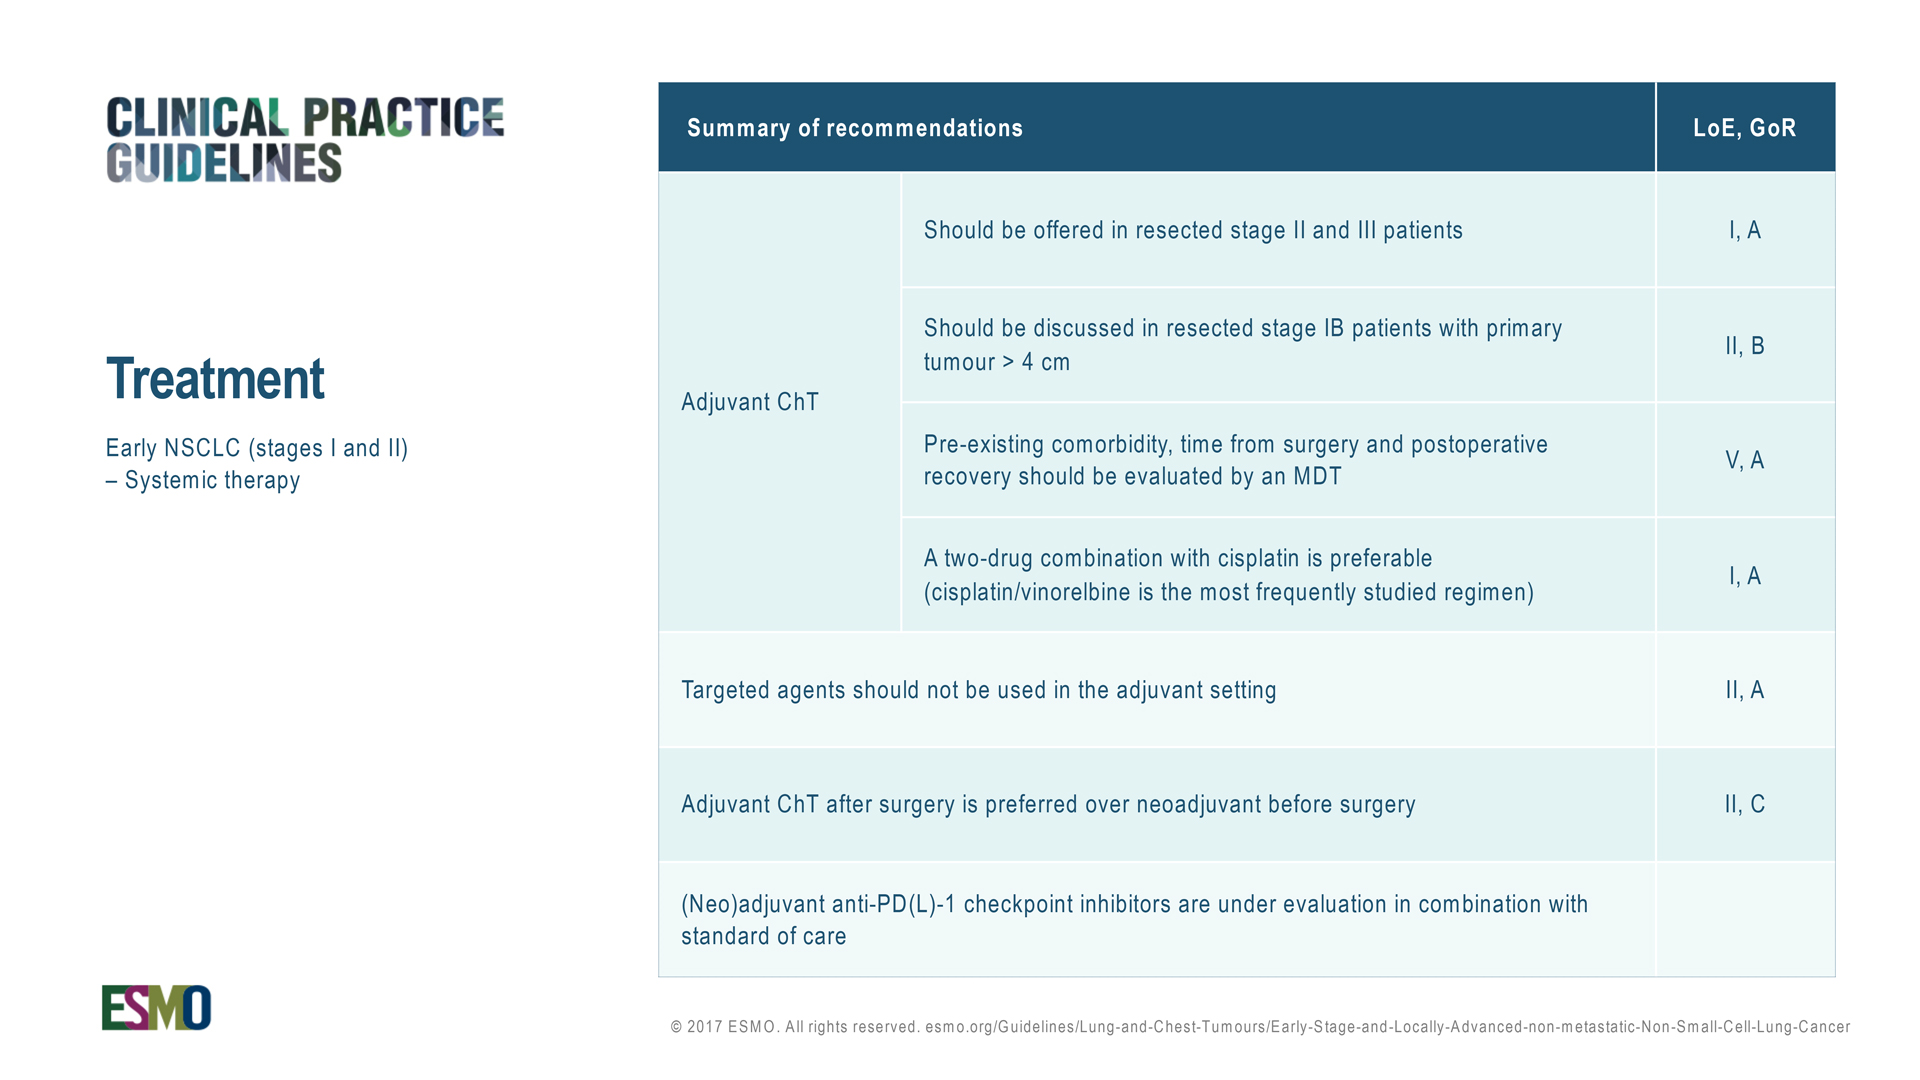 CLINICAL PRACTICE
GUIDELINES
Treatment
Early NSCLC (stages I and II)
– Systemic therapy
Summary of recommendations
LoE, GoR
Adjuvant ChT
Should be offered in resected stage II and III patients
I, A
Should be discussed in resected stage IB patients with primary
tumour > 4 cm
II, B
Pre-existing comorbidity, time from surgery and postoperative
recovery should be evaluated by an MDT
V, A
A two-drug combination with cisplatin is preferable
(cisplatin/vinorelbine is the most frequently studied regimen)
I, A
Targeted agents should not be used in the adjuvant setting
II, A
Adjuvant ChT after surgery is preferred over neoadjuvant before surgery
II, C
(Neo)adjuvant anti-PD(L)-1 checkpoint inhibitors are under evaluation in combination with
standard of care
ESMO
© 2017 ESMO. All rights reserved. esmo.org/Guidelines/Lung-and-Chest-Tumours/Early-Stage-and-Locally-Advanced-non-metastatic-Non-Small-Cell-Lung-Cancer